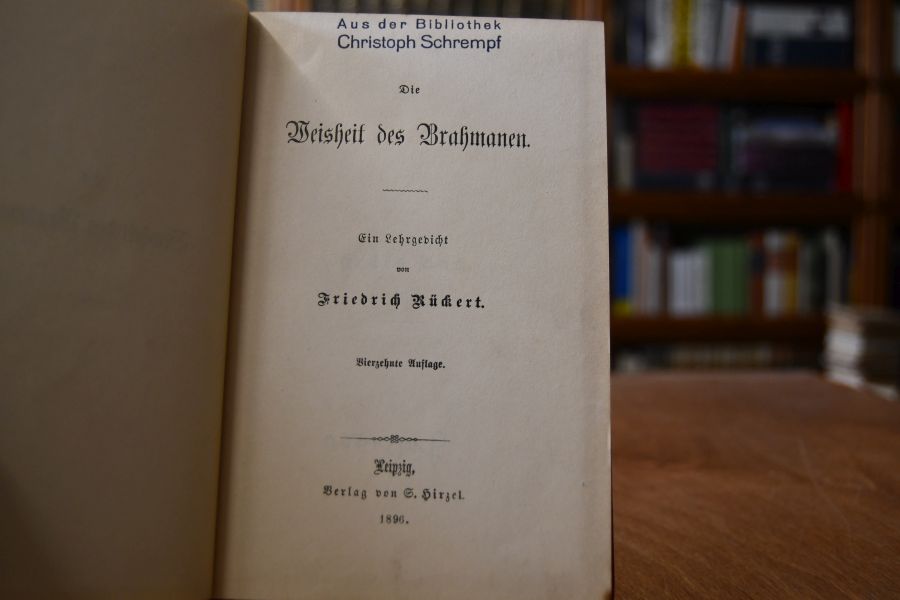 Aus der Bibliothek
Christoph Schrempf
Die
Weisheit des Brahmanen.
Ein Lehrgedicht
von
Friedrich Rückert.
Vierzehnte Auflage.
Leipzig,
Verlag von S. Hirzel.
1896.